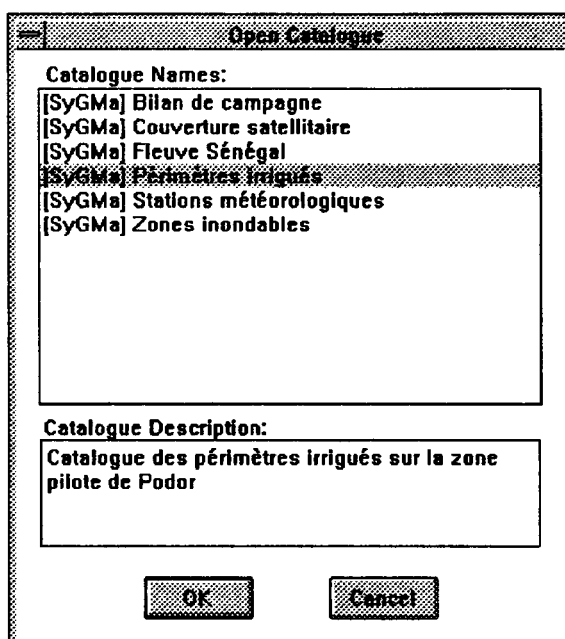 Open Catalogue
Catalogue Names:
[SyGMa] Bilan de campagne
[SyGMa] Couverture satellitaire
[SyGMa] Fleuve Sénégal
[SyGMa] Périmètres irrigués
[SyGMa] Stations météorologiques
[SyGMa] Zones inondables
Catalogue Description:
Catalogue des périmètres irrigués sur la zone
pilote de Podor
OK
Cancel